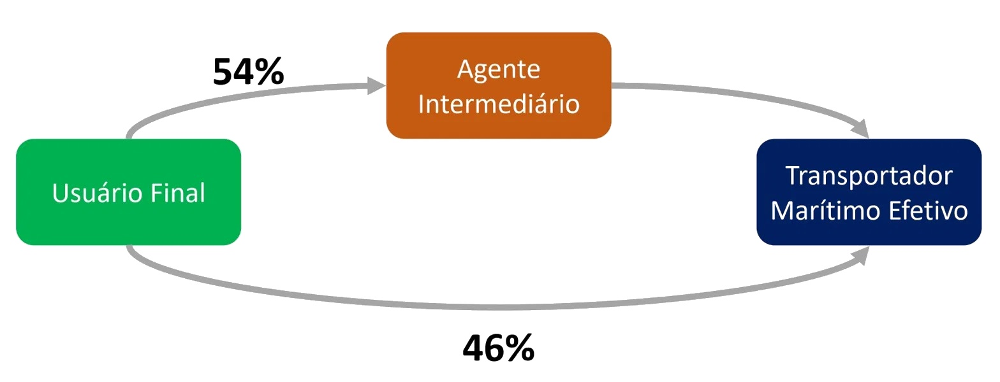 54%
Agente
Intermediário
Usuário Final
Transportador
Marítimo Efetivo
46%